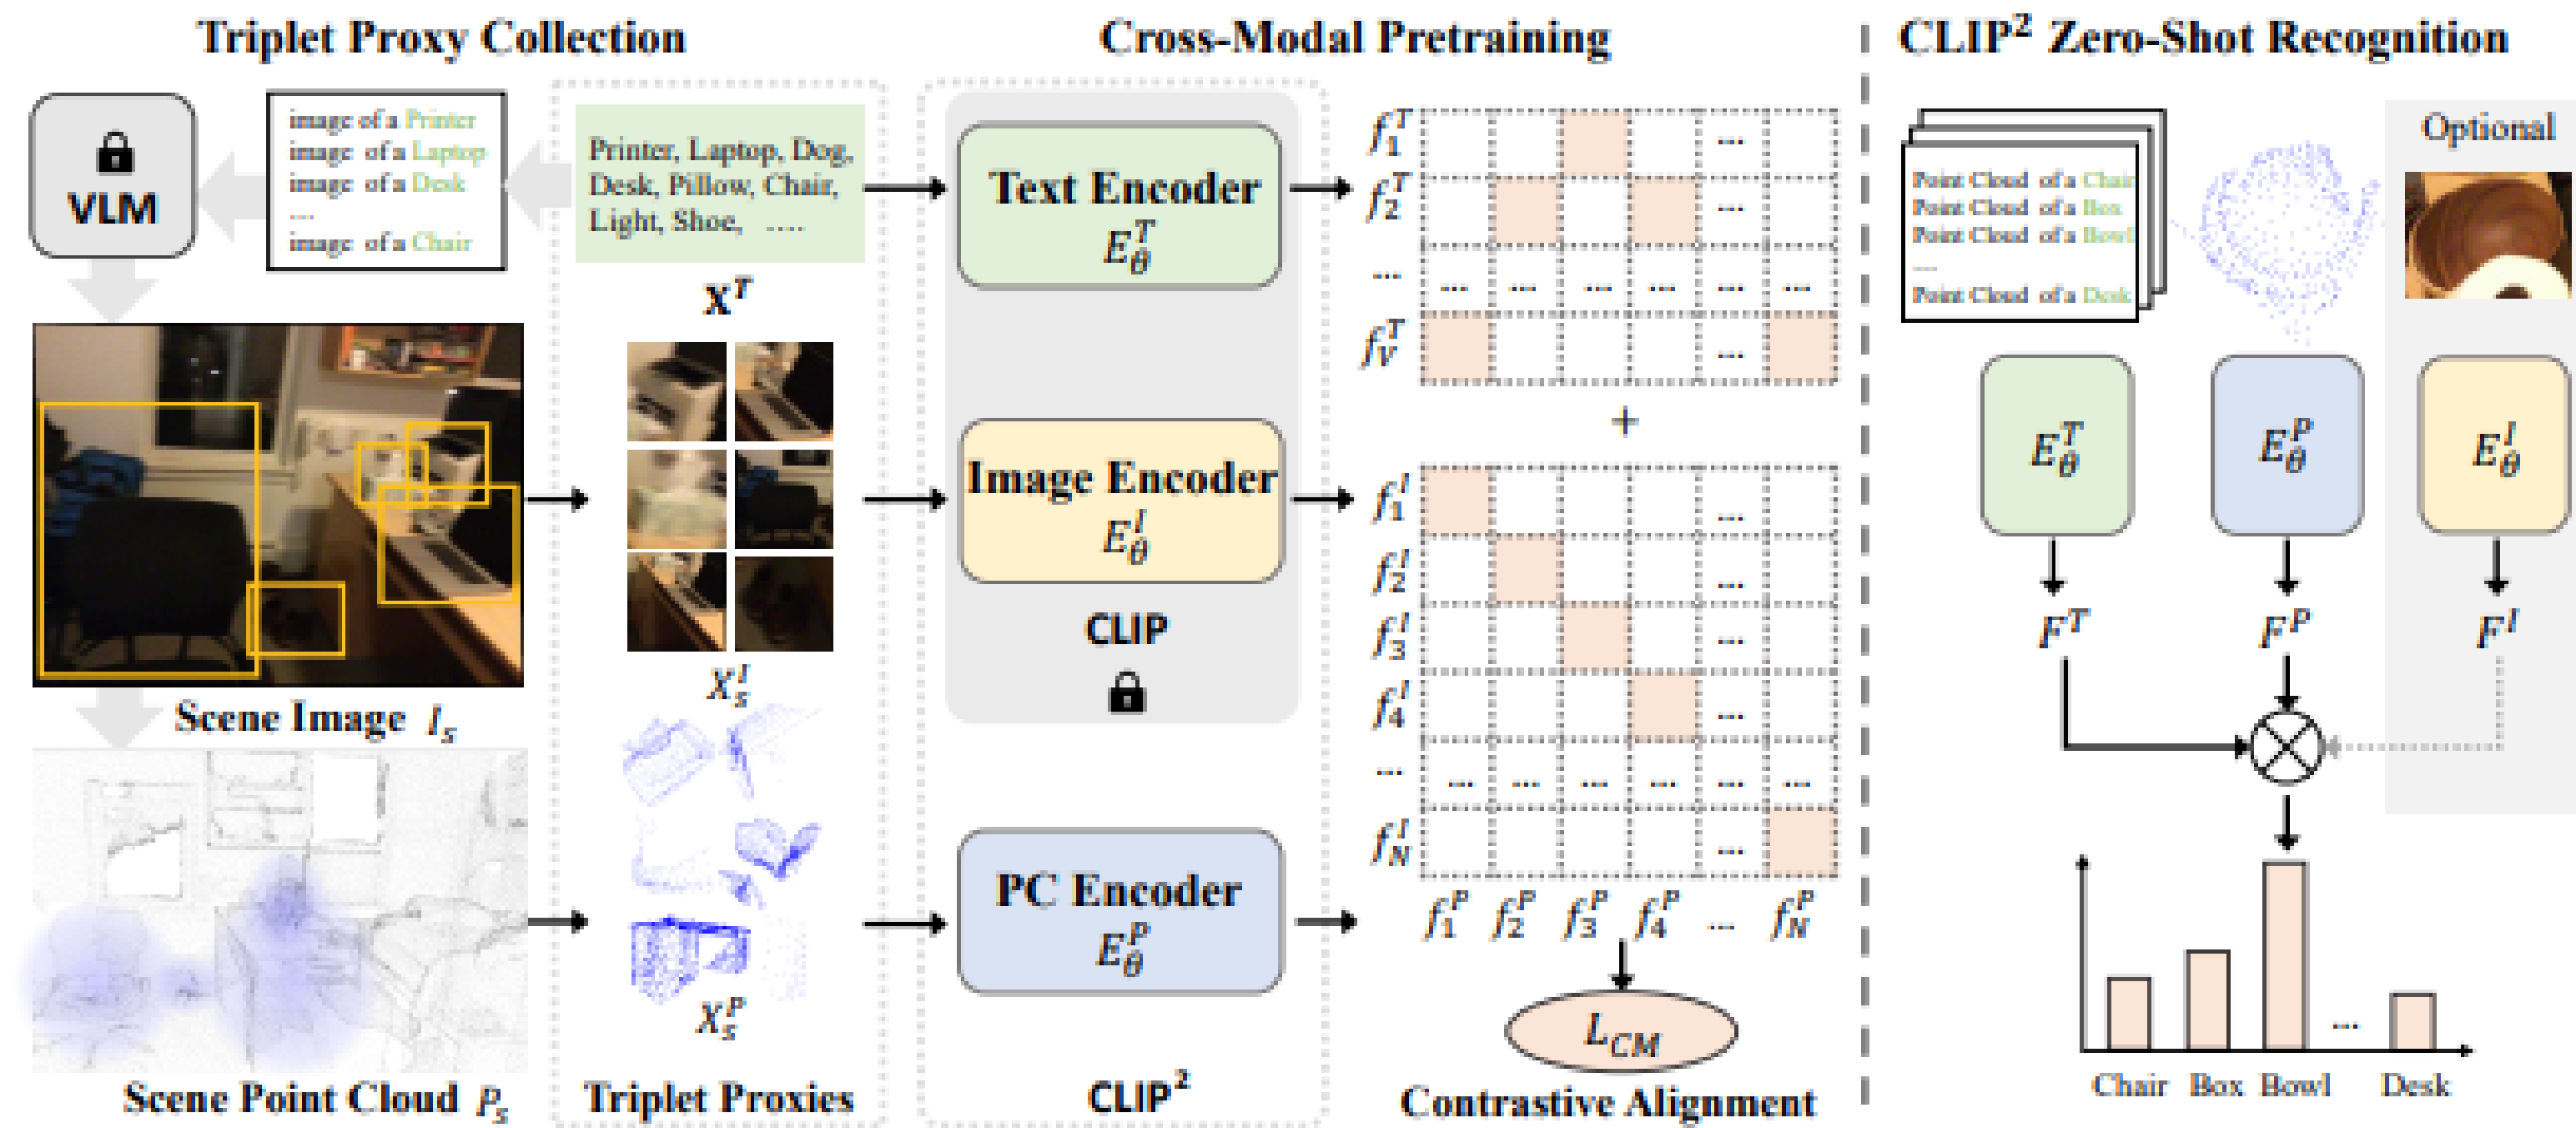 Triplet Proxy Collection
Cross-Modal Pretraining
CLIP² Zero-Shot Recognition
VLM
image of a Printer
image of a Laptop
image of a Desk
....
image of a Chair
Printer, Laptop, Dog,
Desk, Pillow, Chair,
Light, Shoe, ....
X^T
Scene Image I_s
Scene Point Cloud P_s
X_s^I
X_s^P
Triplet Proxies
Text Encoder
E_θ^T
Image Encoder
E_θ^I
CLIP
PC Encoder
E_θ^P
CLIP²
f_1^T ...
f_2^T ...
... ... ... ... ... ... ...
f_V^T ...
+
f_1^I ...
f_2^I ...
f_3^I ...
f_4^I ...
... ... ... ... ... ... ...
f_N^I ...
f_1^P f_2^P f_3^P f_4^P ... f_N^P
L_CM
Contrastive Alignment
Point Cloud of a Chair
Point Cloud of a Box
Point Cloud of a Bowl
....
Point Cloud of a Desk
Optional
E_θ^T E_θ^P E_θ^I
F^T F^P F^I
...
Chair Box Bowl Desk